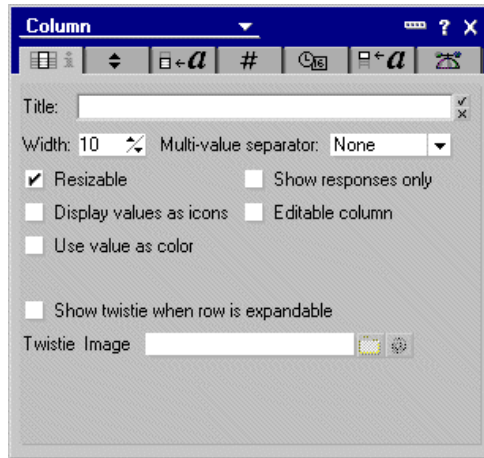 Column ?
i a # 16 a
Title:
Width: 10 Multi-value separator: None
Resizable Show responses only
Display values as icons Editable column
Use value as color
Show twistie when row is expandable
Twistie Image